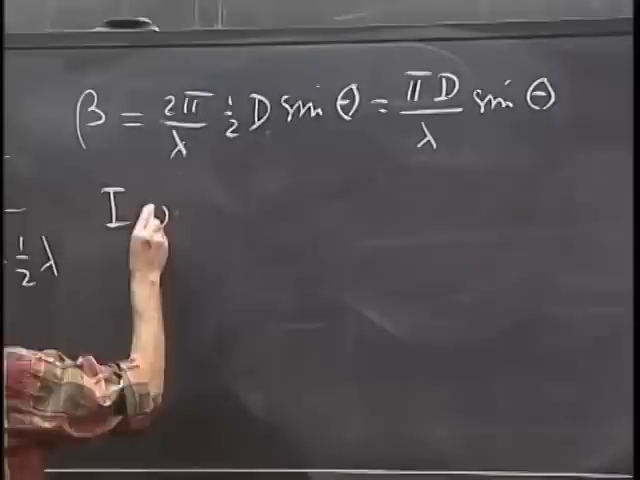 β = 2π/λ 1/2 D sin θ = πD/λ sin θ
I
1/2 λ